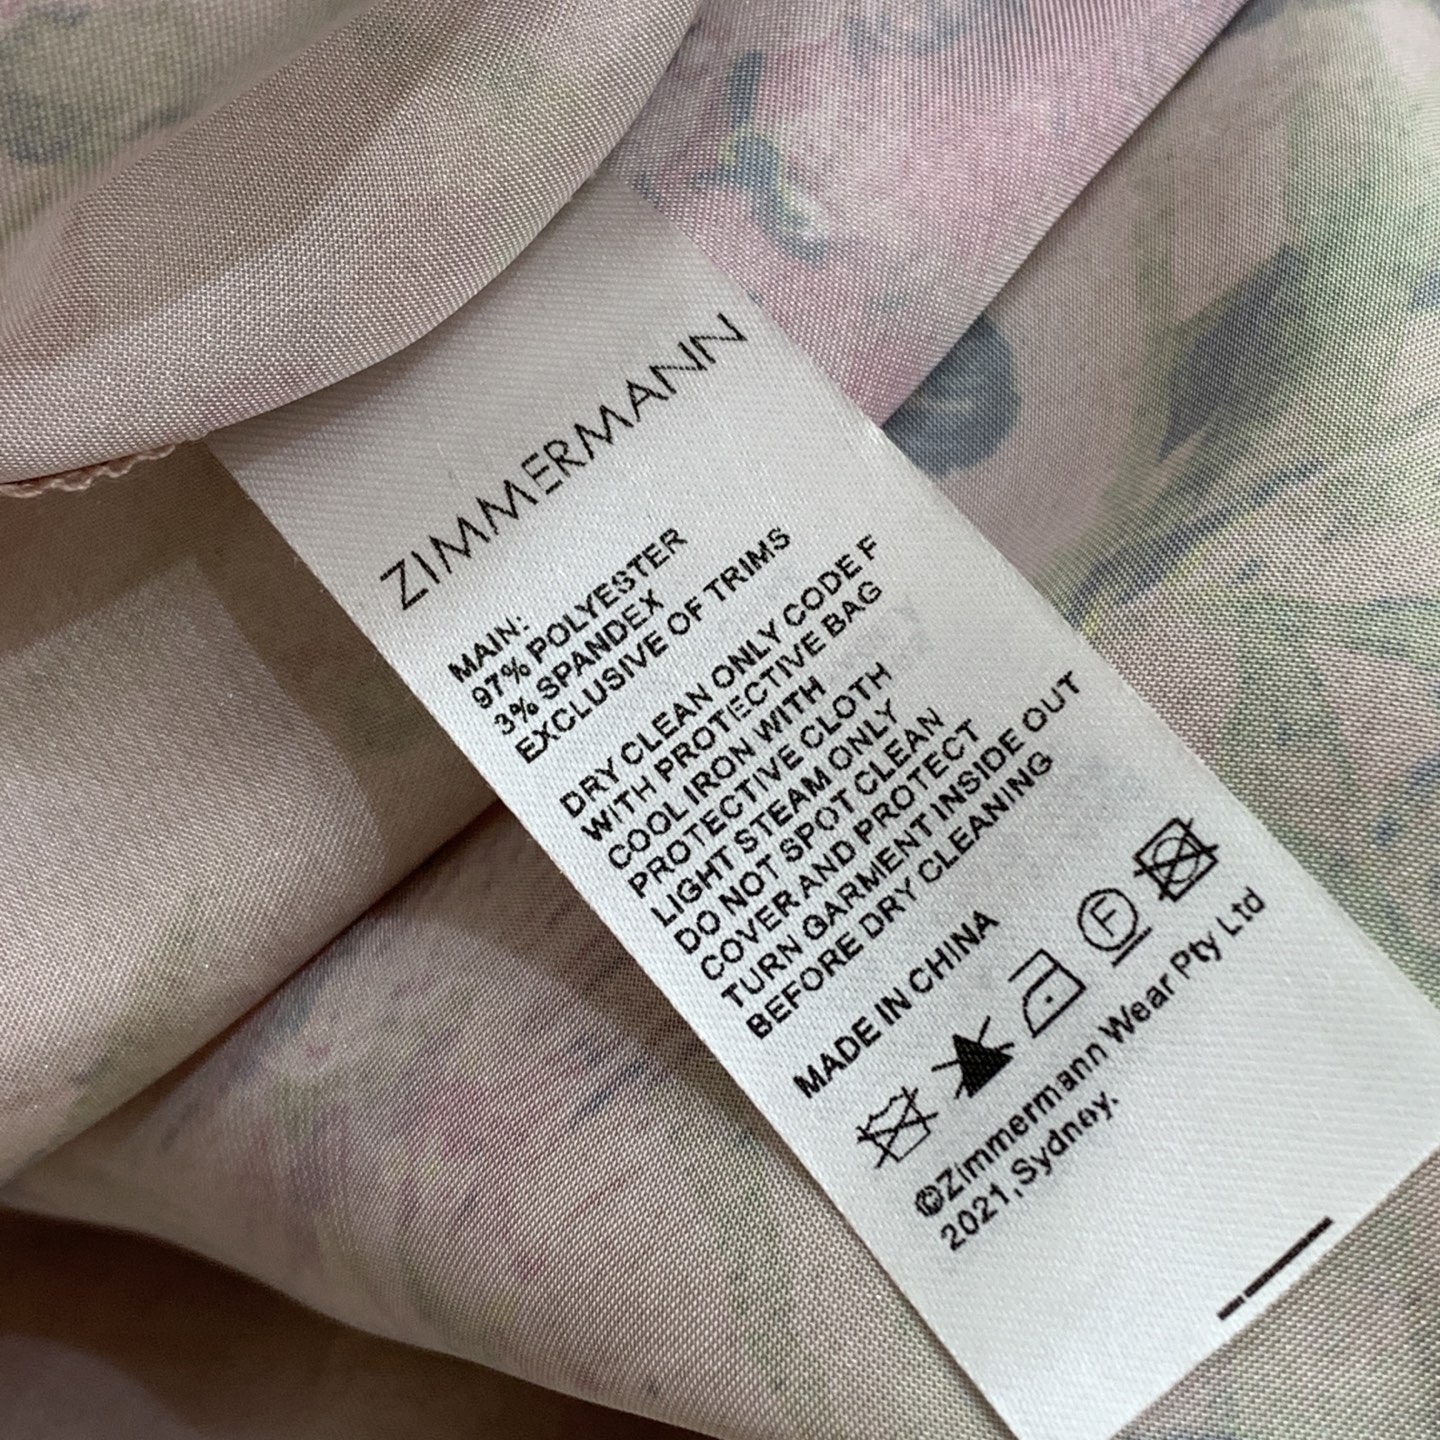 ZIMMERMANN
MAIN:
97% POLYESTER
3% SPANDEX
EXCLUSIVE OF TRIMS
DRY CLEAN ONLY CODE F
WITH PROTECTIVE BAG
COOL IRON WITH
PROTECTIVE CLOTH
LIGHT STEAM ONLY
DO NOT SPOT CLEAN
COVER AND PROTECT
TURN GARMENT INSIDE OUT
BEFORE DRY CLEANING
MADE IN CHINA
F
©Zimmermann Wear Pty Ltd
2021,Sydney.